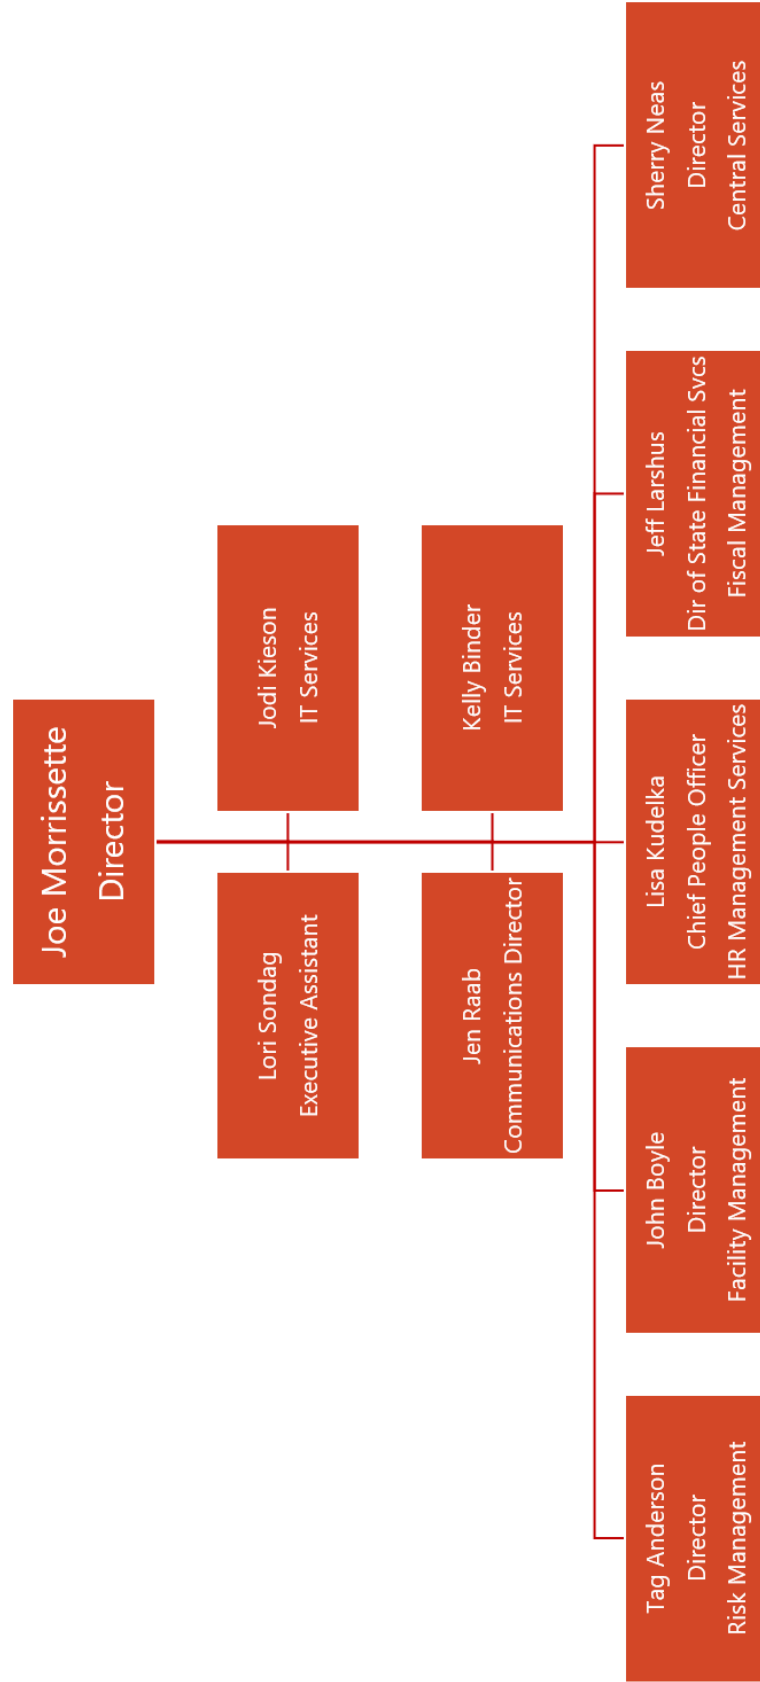 Joe Morrissette
Director
Lori Sondag
Executive Assistant
Jodi Kieson
IT Services
Jen Raab
Communications Director
Kelly Binder
IT Services
Tag Anderson
Director
Risk Management
John Boyle
Director
Facility Management
Lisa Kudelka
Chief People Officer
HR Management Services
Jeff Larshus
Dir of State Financial Svcs
Fiscal Management
Sherry Neas
Director
Central Services